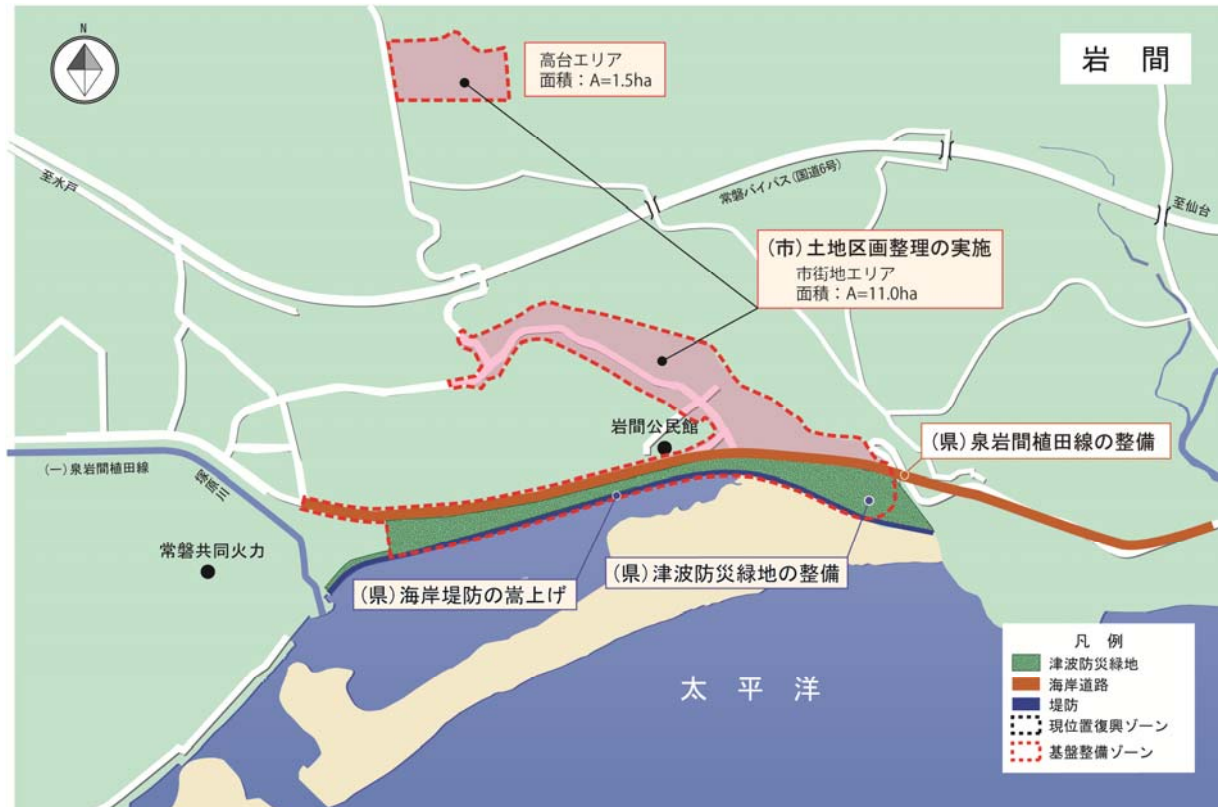 N
岩間
高台エリア
面積：A=1.5ha
至水戸
常磐バイパス(国道6号)
至仙台
(市)土地区画整理の実施
市街地エリア
面積：A=11.0ha
岩間公民館
(県)泉岩間植田線の整備
(一)泉岩間植田線
塚原川
常磐共同火力
(県)海岸堤防の嵩上げ
(県)津波防災緑地の整備
太平洋
凡例
津波防災緑地
海岸道路
堤防
現位置復興ゾーン
基盤整備ゾーン